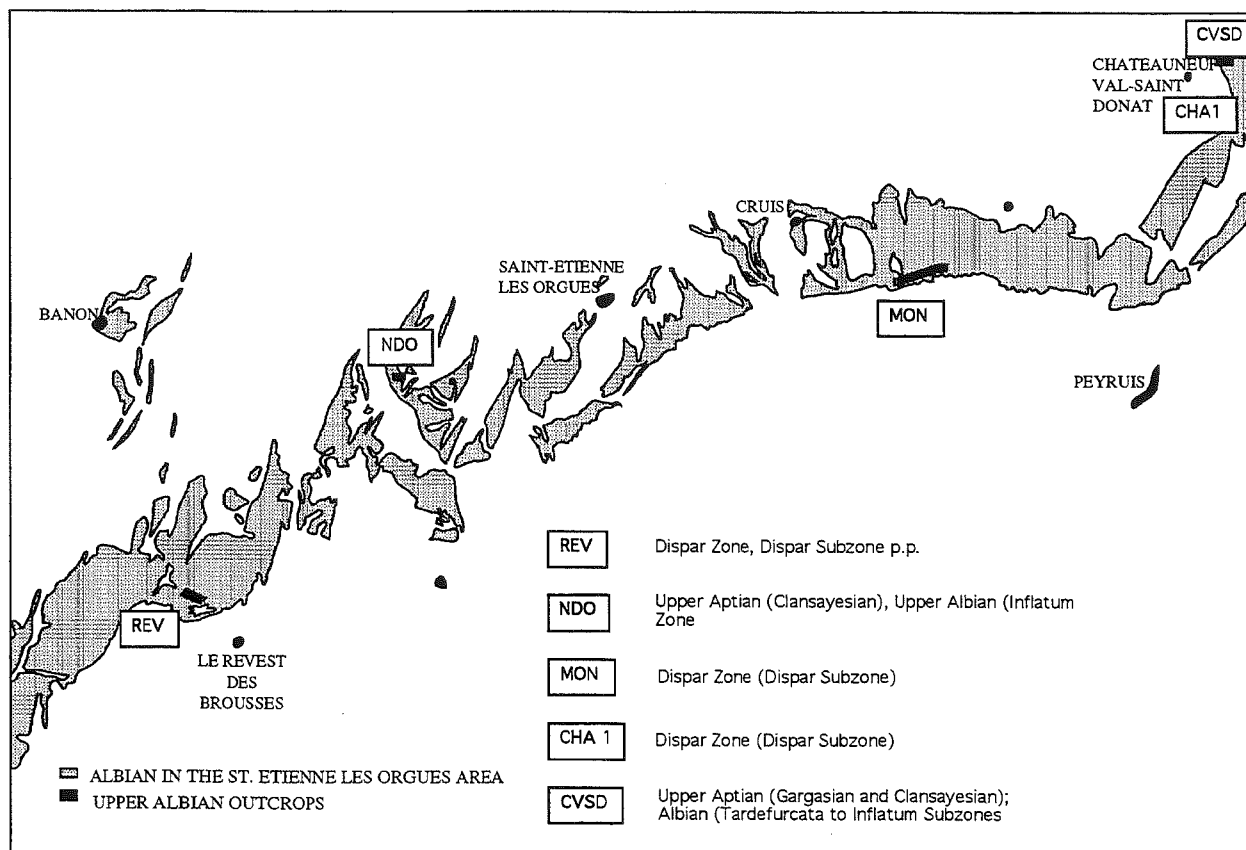 CVSD
CHATEAUNEUF
VAL-SAINT
DONAT
CHA1
CRUIS
SAINT-ETIENNE
LES ORGUES
BANON
NDO
MON
PEYRUIS
REV
LE REVEST
DES
BROUSSES
REV Dispar Zone, Dispar Subzone p.p.
NDO Upper Aptian (Clansayesian), Upper Albian (Inflatum
Zone
MON Dispar Zone (Dispar Subzone)
CHA 1 Dispar Zone (Dispar Subzone)
CVSD Upper Aptian (Gargasian and Clansayesian);
Albian (Tardefurcata to Inflatum Subzones
ALBIAN IN THE ST. ETIENNE LES ORGUES AREA
UPPER ALBIAN OUTCROPS